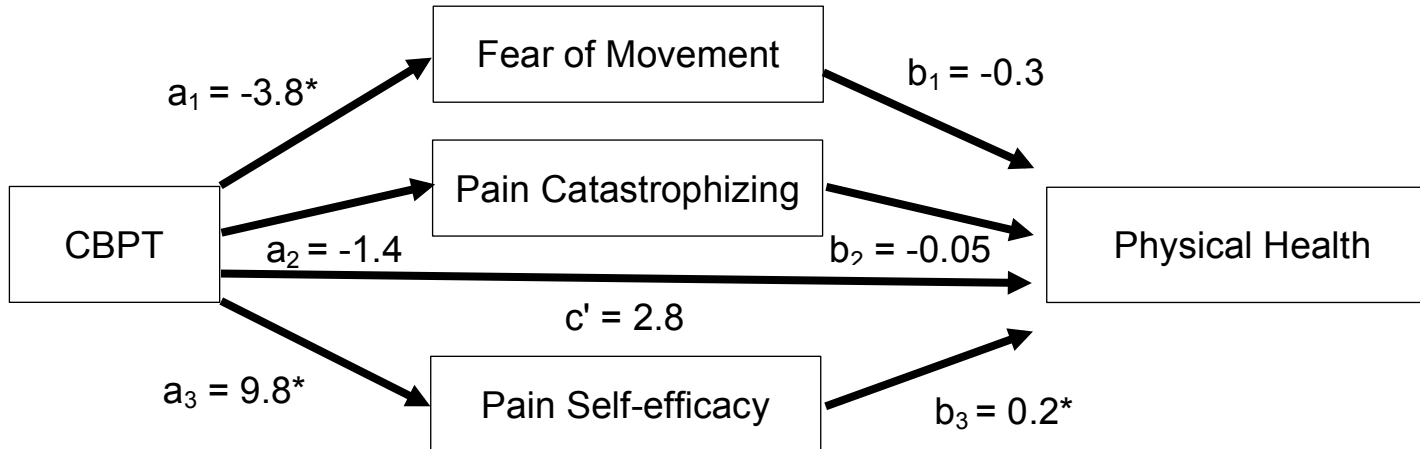 Fear of Movement
a₁ = -3.8*
b₁ = -0.3
Pain Catastrophizing
CBPT
Physical Health
a₂ = -1.4
b₂ = -0.05
c' = 2.8
a₃ = 9.8*
Pain Self-efficacy
b₃ = 0.2*